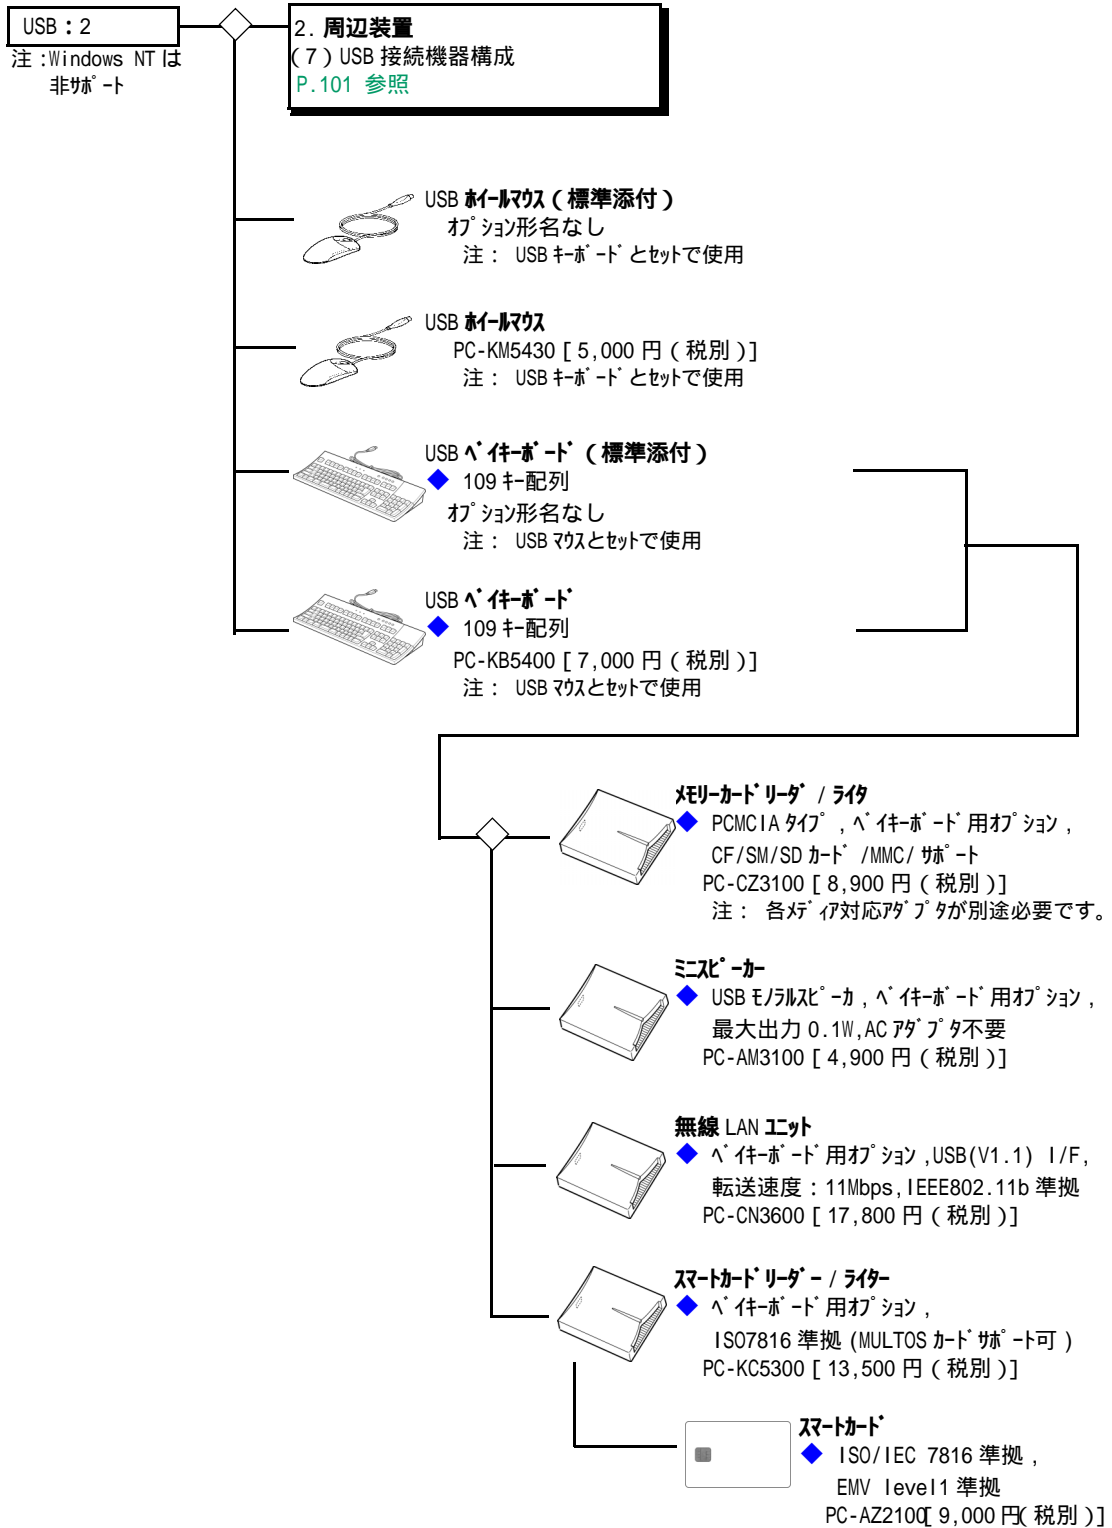 USB：2
注：Windows NT は
非ｻﾎﾟｰﾄ
2. 周辺装置
(7) USB 接続機器構成
P.101 参照
USB ﾎｲｰﾙﾏｳｽ (標準添付)
ｵﾌﾟｼｮﾝ形名なし
注： USB ｷｰﾎﾞｰﾄﾞとｾｯﾄで使用
USB ﾎｲｰﾙﾏｳｽ
PC-KM5430 [ 5,000 円 (税別)]
注： USB ｷｰﾎﾞｰﾄﾞとｾｯﾄで使用
USB ﾍﾞｲｷｰﾎﾞｰﾄﾞ (標準添付)
◆ 109 ｷｰ配列
ｵﾌﾟｼｮﾝ形名なし
注： USB ﾏｳｽとｾｯﾄで使用
USB ﾍﾞｲｷｰﾎﾞｰﾄﾞ
◆ 109 ｷｰ配列
PC-KB5400 [ 7,000 円 (税別)]
注： USB ﾏｳｽとｾｯﾄで使用
ﾒﾓﾘｰｶｰﾄﾞﾘｰﾀﾞ / ﾗｲﾀ
◆ PCMCIA ﾀｲﾌﾟ, ﾍﾞｲｷｰﾎﾞｰﾄﾞ用ｵﾌﾟｼｮﾝ,
CF/SM/SD ｶｰﾄﾞ /MMC/ ｻﾎﾟｰﾄ
PC-CZ3100 [ 8,900 円 (税別)]
注： 各ﾒﾃﾞｨｱ対応ｱﾀﾞﾌﾟﾀが別途必要です。
ﾐﾆｽﾋﾟｰｶｰ
◆ USB ﾓﾉﾗﾙｽﾋﾟｰｶ, ﾍﾞｲｷｰﾎﾞｰﾄﾞ用ｵﾌﾟｼｮﾝ,
最大出力 0.1W,AC ｱﾀﾞﾌﾟﾀ不要
PC-AM3100 [ 4,900 円 (税別)]
無線 LAN ﾕﾆｯﾄ
◆ ﾍﾞｲｷｰﾎﾞｰﾄﾞ用ｵﾌﾟｼｮﾝ,USB(V1.1) I/F,
転送速度：11Mbps,IEEE802.11b 準拠
PC-CN3600 [ 17,800 円 (税別)]
ｽﾏｰﾄｶｰﾄﾞﾘｰﾀﾞｰ / ﾗｲﾀｰ
◆ ﾍﾞｲｷｰﾎﾞｰﾄﾞ用ｵﾌﾟｼｮﾝ,
ISO7816 準拠 (MULTOS ｶｰﾄﾞｻﾎﾟｰﾄ可)
PC-KC5300 [ 13,500 円 (税別)]
ｽﾏｰﾄｶｰﾄﾞ
◆ ISO/IEC 7816 準拠,
EMV level1 準拠
PC-AZ2100[ 9,000 円(税別)]